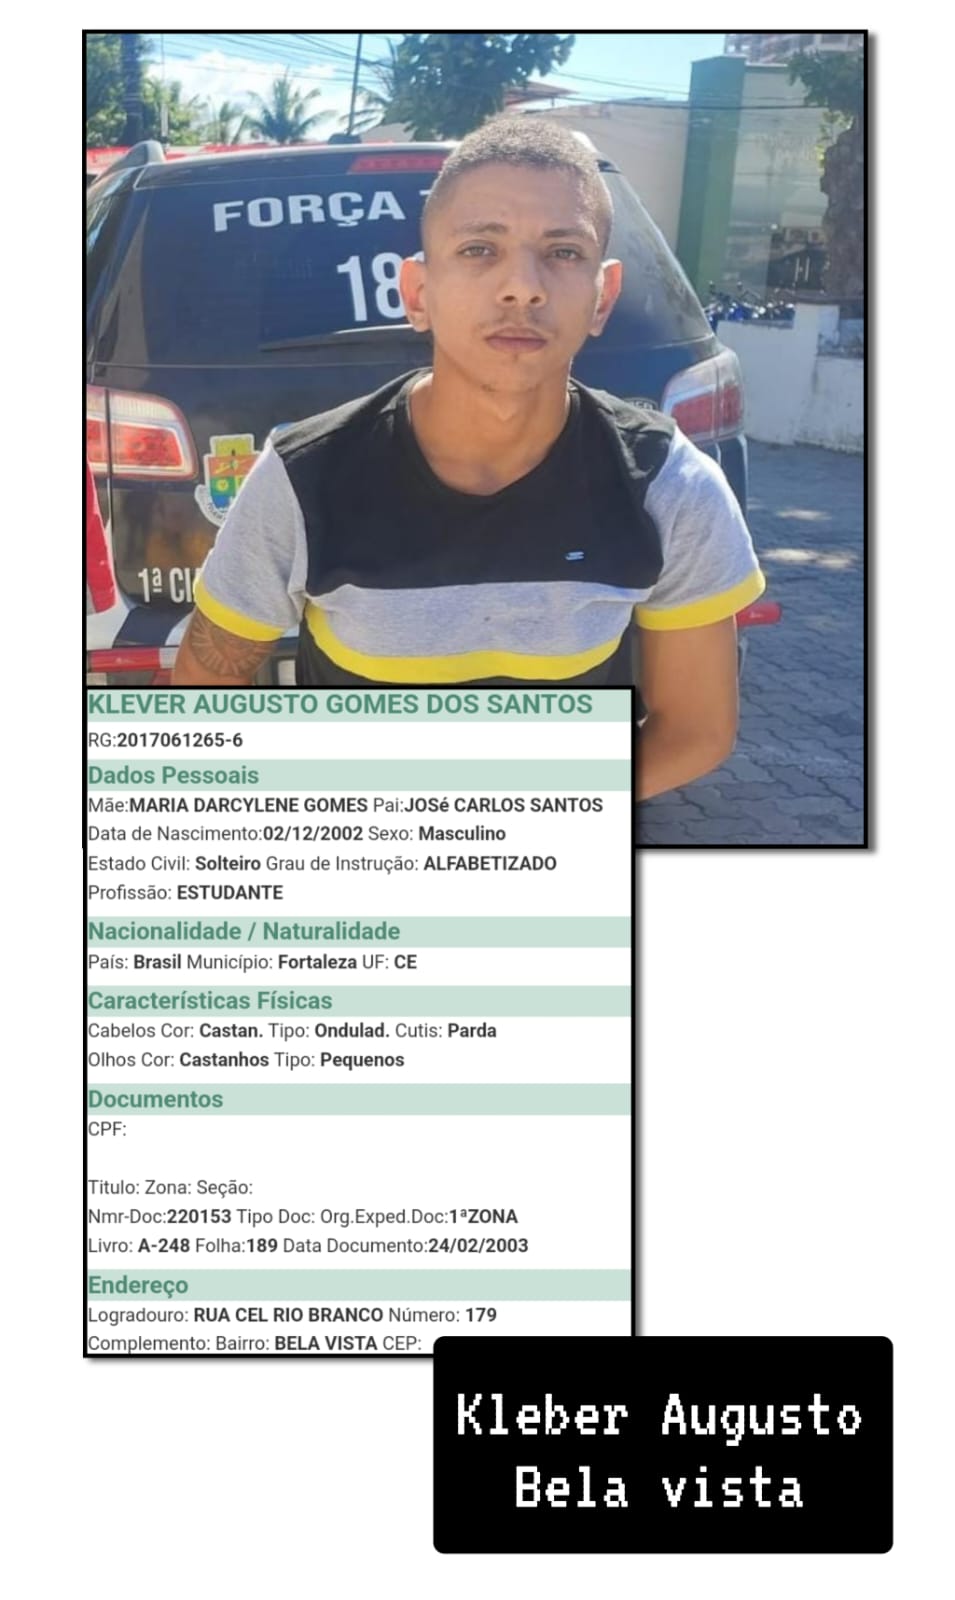 FORÇA
18
1ª CI
KLEVER AUGUSTO GOMES DOS SANTOS
RG:2017061265-6
Dados Pessoais
Mãe:MARIA DARCYLENE GOMES Pai:JOSé CARLOS SANTOS
Data de Nascimento:02/12/2002 Sexo: Masculino
Estado Civil: Solteiro Grau de Instrução: ALFABETIZADO
Profissão: ESTUDANTE
Nacionalidade / Naturalidade
País: Brasil Município: Fortaleza UF: CE
Características Físicas
Cabelos Cor: Castan. Tipo: Ondulad. Cutis: Parda
Olhos Cor: Castanhos Tipo: Pequenos
Documentos
CPF:
Titulo: Zona: Seção:
Nmr-Doc:220153 Tipo Doc: Org.Exped.Doc:1ªZONA
Livro: A-248 Folha:189 Data Documento:24/02/2003
Endereço
Logradouro: RUA CEL RIO BRANCO Número: 179
Complemento: Bairro: BELA VISTA CEP:
Kleber Augusto
Bela vista